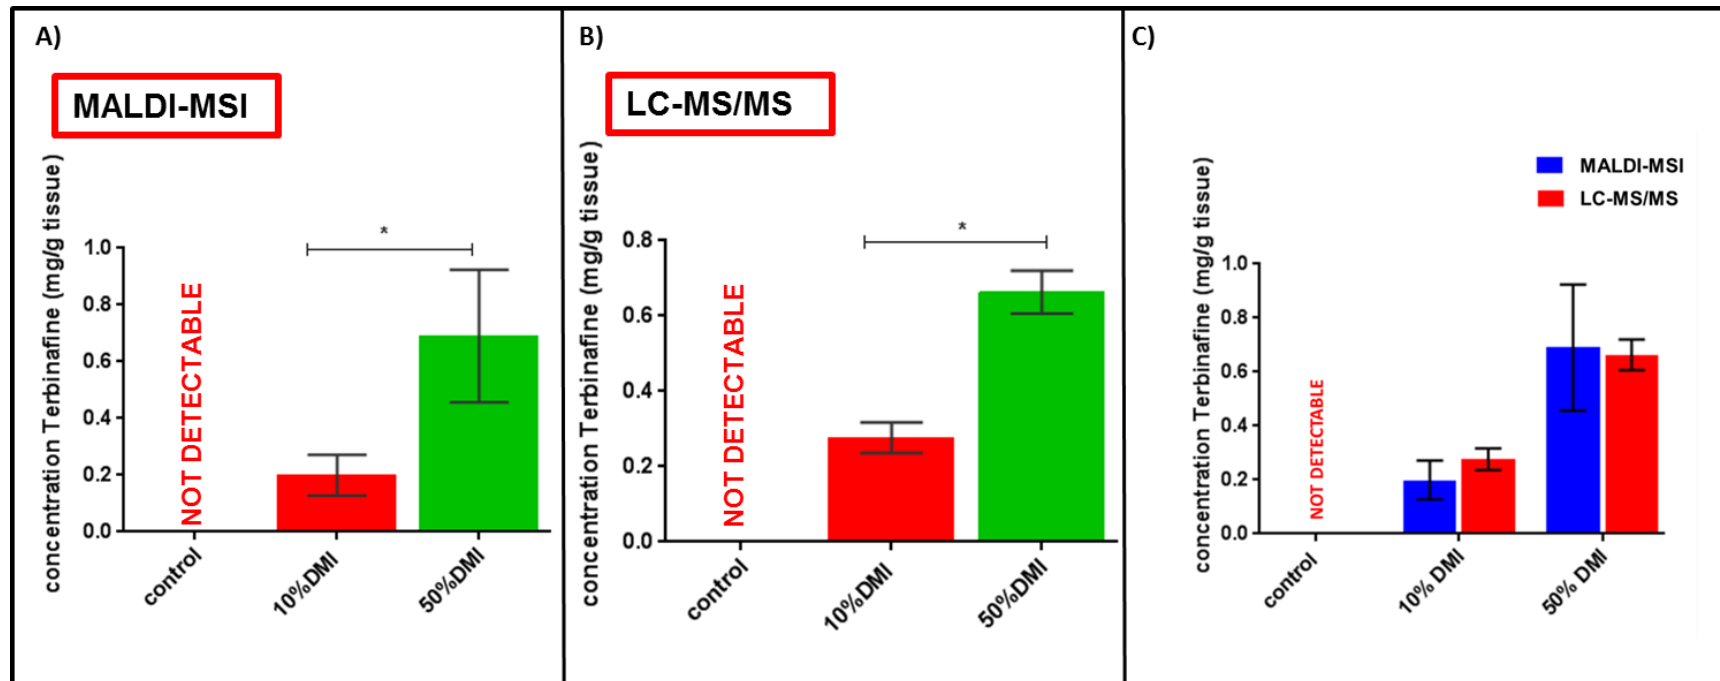 A)
MALDI-MSI
concentration Terbinafine (mg/g tissue)
1.0
0.8
0.6
0.4
0.2
0.0
*
NOT DETECTABLE
control
10%DMI
50%DMI
B)
LC-MS/MS
concentration Terbinafine (mg/g tissue)
0.8
0.6
0.4
0.2
0.0
*
NOT DETECTABLE
control
10%DMI
50%DMI
C)
MALDI-MSI
LC-MS/MS
concentration Terbinafine (mg/g tissue)
1.0
0.8
0.6
0.4
0.2
0.0
NOT DETECTABLE
control
10% DMI
50% DMI